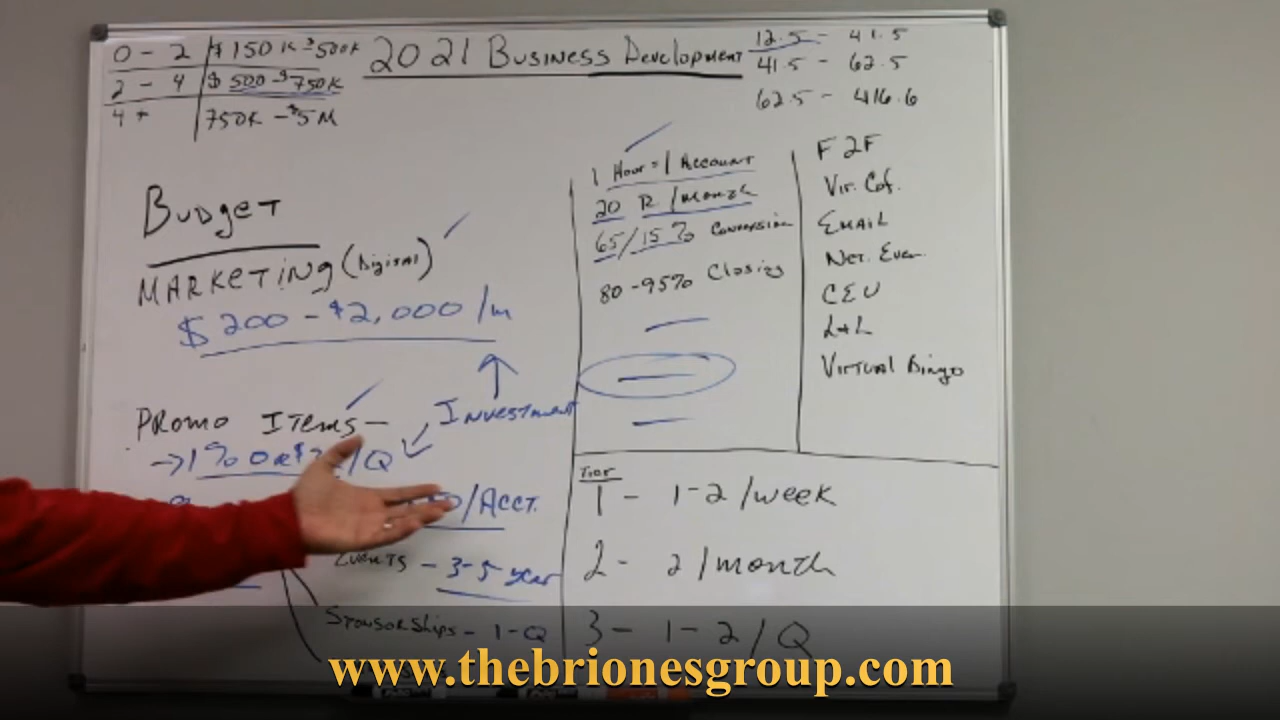 0 - 2 $150K - $500K
2 - 4 $500 - $750K
4+ 750K - $5M
2021 Business Development
12.5 - 41.5
41.5 - 62.5
62.5 - 416.6
Budget
MARKETING (Digital)
$200 - $2,000 /m
Investment
PROMO ITEMS -
→ 1% OR /Q
/ACCT.
EVENTS - 3-5 year
Sponsorships - 1-Q
1 Hour = 1 Account
20 R /month
65/15% Conversion
80-95% Closing
F2F
Vir. Cof.
EMAIL
Net. Even.
CEU
L+L
VIRTUAL Bingo
Tier
1 - 1-2 /week
2 - 2 /month
3 - 1-2 /Q
www.thebrionesgroup.com